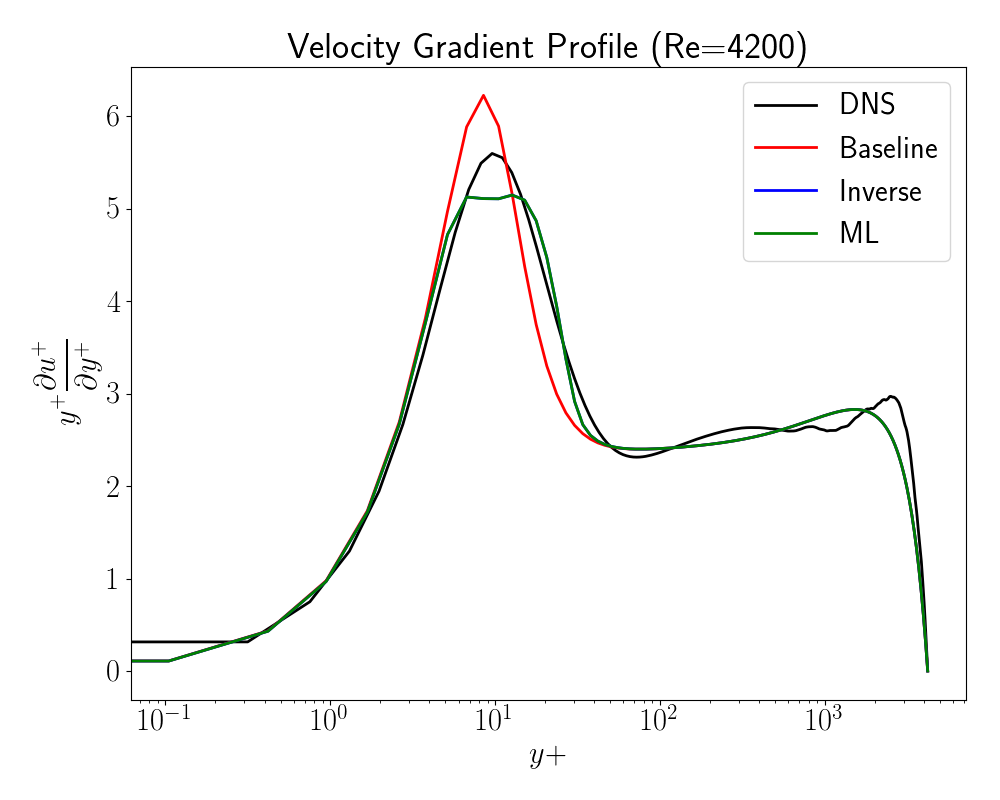 Velocity Gradient Profile (Re=4200)
DNS
Baseline
Inverse
ML
6
5
4
3
2
1
0
y⁺ ∂u⁺/∂y⁺
10⁻¹ 10⁰ 10¹ 10² 10³
y+